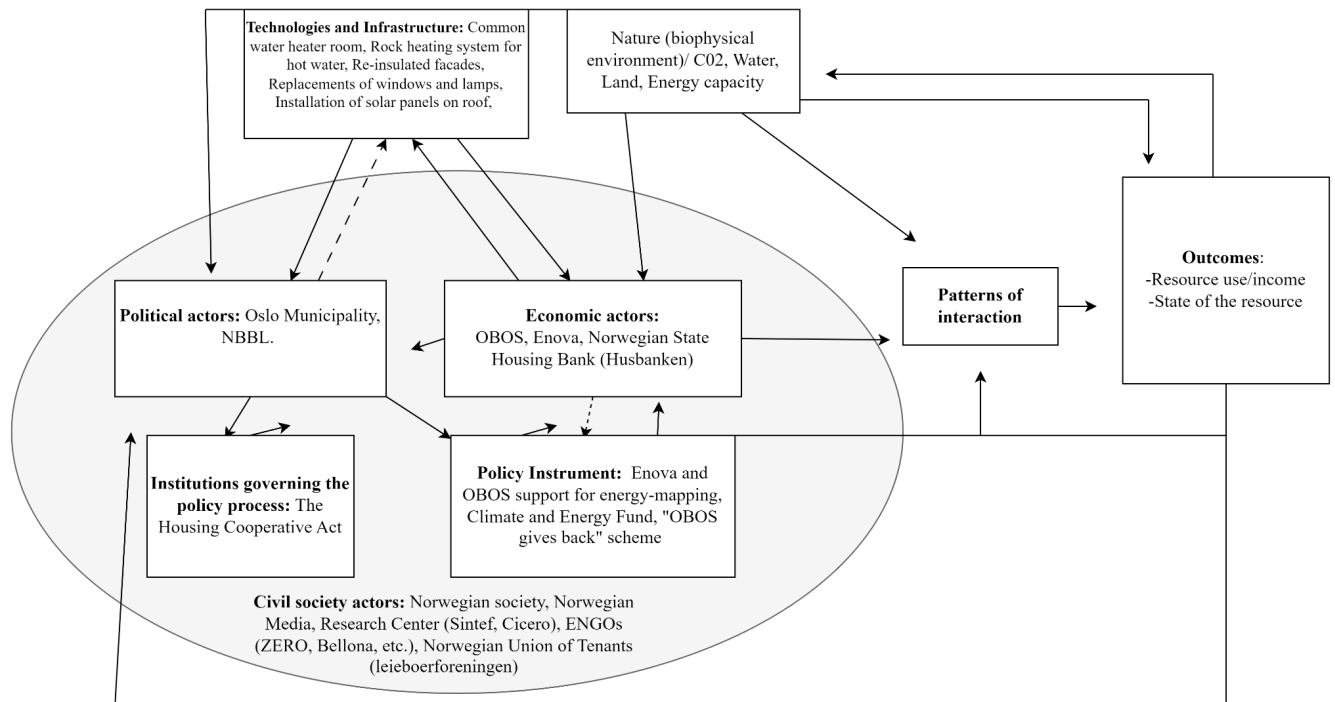 Technologies and Infrastructure: Common
water heater room, Rock heating system for
hot water, Re-insulated facades,
Replacements of windows and lamps,
Installation of solar panels on roof,
Nature (biophysical
environment)/ C02, Water,
Land, Energy capacity
Outcomes:
-Resource use/income
-State of the resource
Patterns of
interaction
Political actors: Oslo Municipality,
NBBL.
Economic actors:
OBOS, Enova, Norwegian State
Housing Bank (Husbanken)
Institutions governing the
policy process: The
Housing Cooperative Act
Policy Instrument: Enova and
OBOS support for energy-mapping,
Climate and Energy Fund, "OBOS
gives back" scheme
Civil society actors: Norwegian society, Norwegian
Media, Research Center (Sintef, Cicero), ENGOs
(ZERO, Bellona, etc.), Norwegian Union of Tenants
(leieboerforeningen)